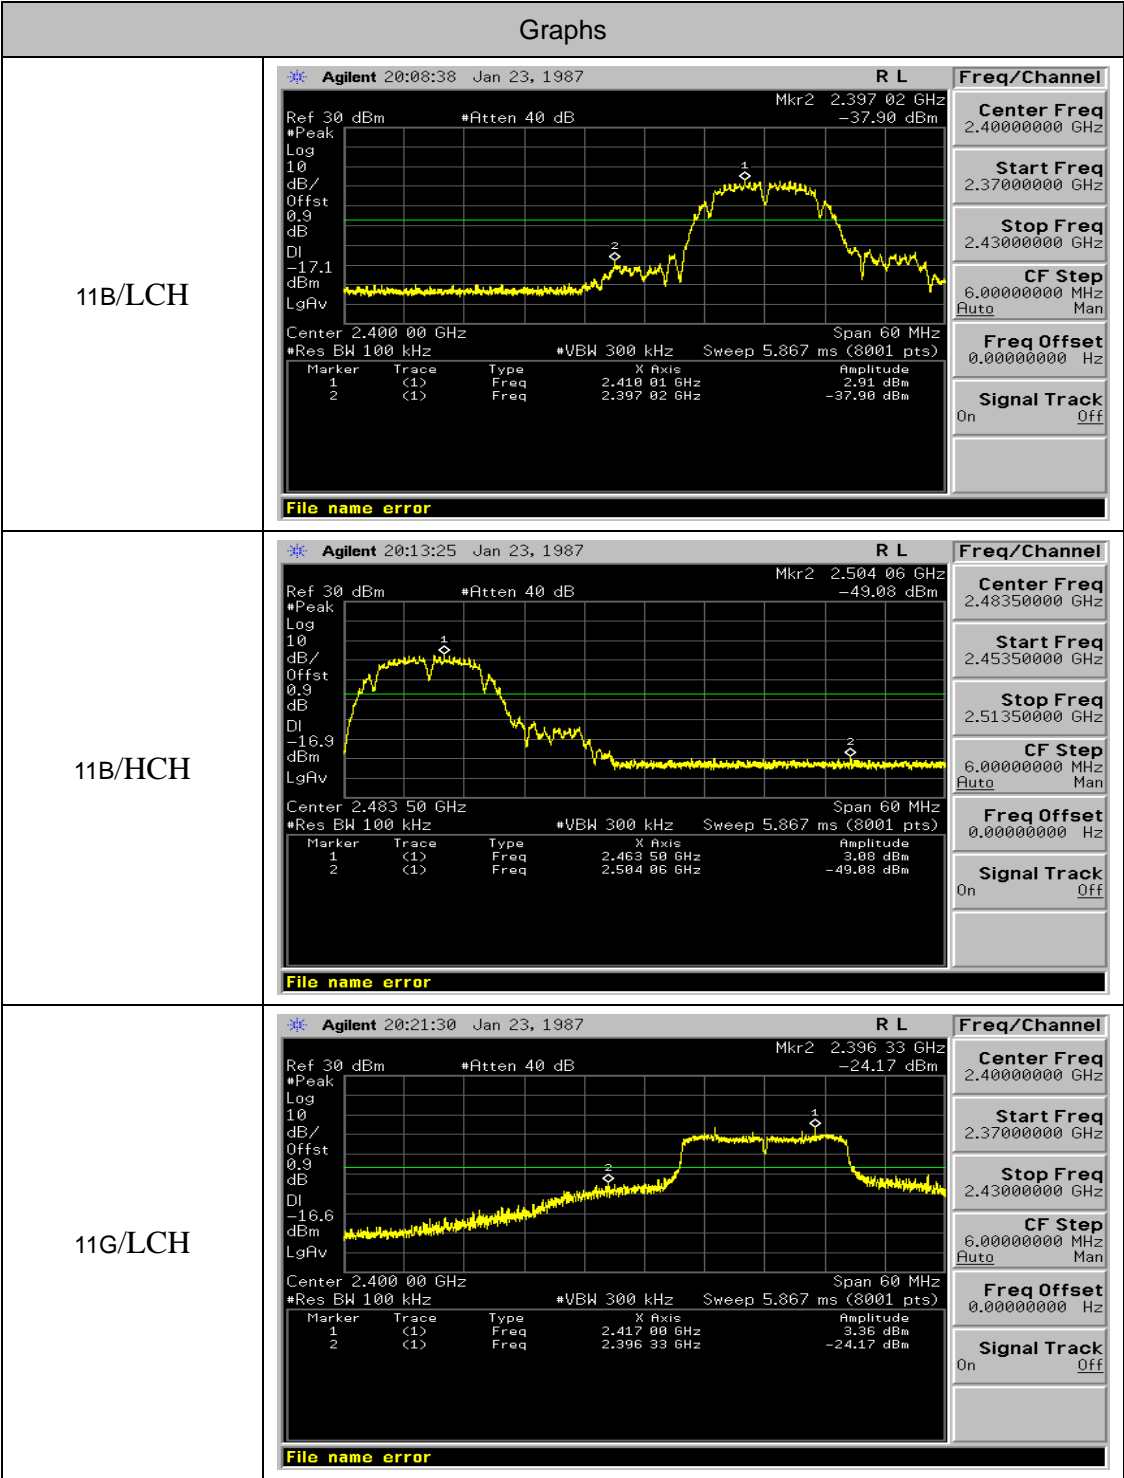 Graphs
11B/LCH
Agilent 20:08:38 Jan 23, 1987 R L
Mkr2 2.397 02 GHz
Ref 30 dBm #Atten 40 dB -37.90 dBm
#Peak
Log
10
dB/
Offst
0.9
dB
DI
-17.1
dBm
LgAv
1
2
Center 2.400 00 GHz Span 60 MHz
#Res BW 100 kHz #VBW 300 kHz Sweep 5.867 ms (8001 pts)
Marker Trace Type X Axis Amplitude
1 (1) Freq 2.410 01 GHz 2.91 dBm
2 (1) Freq 2.397 02 GHz -37.90 dBm
File name error
Freq/Channel
Center Freq
2.40000000 GHz
Start Freq
2.37000000 GHz
Stop Freq
2.43000000 GHz
CF Step
6.00000000 MHz
Auto Man
Freq Offset
0.00000000 Hz
Signal Track
On Off
11B/HCH
Agilent 20:13:25 Jan 23, 1987 R L
Mkr2 2.504 06 GHz
Ref 30 dBm #Atten 40 dB -49.08 dBm
#Peak
Log
10
dB/
Offst
0.9
dB
DI
-16.9
dBm
LgAv
1
2
Center 2.483 50 GHz Span 60 MHz
#Res BW 100 kHz #VBW 300 kHz Sweep 5.867 ms (8001 pts)
Marker Trace Type X Axis Amplitude
1 (1) Freq 2.463 50 GHz 3.08 dBm
2 (1) Freq 2.504 06 GHz -49.08 dBm
File name error
Freq/Channel
Center Freq
2.48350000 GHz
Start Freq
2.45350000 GHz
Stop Freq
2.51350000 GHz
CF Step
6.00000000 MHz
Auto Man
Freq Offset
0.00000000 Hz
Signal Track
On Off
11G/LCH
Agilent 20:21:30 Jan 23, 1987 R L
Mkr2 2.396 33 GHz
Ref 30 dBm #Atten 40 dB -24.17 dBm
#Peak
Log
10
dB/
Offst
0.9
dB
DI
-16.6
dBm
LgAv
1
2
Center 2.400 00 GHz Span 60 MHz
#Res BW 100 kHz #VBW 300 kHz Sweep 5.867 ms (8001 pts)
Marker Trace Type X Axis Amplitude
1 (1) Freq 2.417 00 GHz 3.36 dBm
2 (1) Freq 2.396 33 GHz -24.17 dBm
File name error
Freq/Channel
Center Freq
2.40000000 GHz
Start Freq
2.37000000 GHz
Stop Freq
2.43000000 GHz
CF Step
6.00000000 MHz
Auto Man
Freq Offset
0.00000000 Hz
Signal Track
On Off